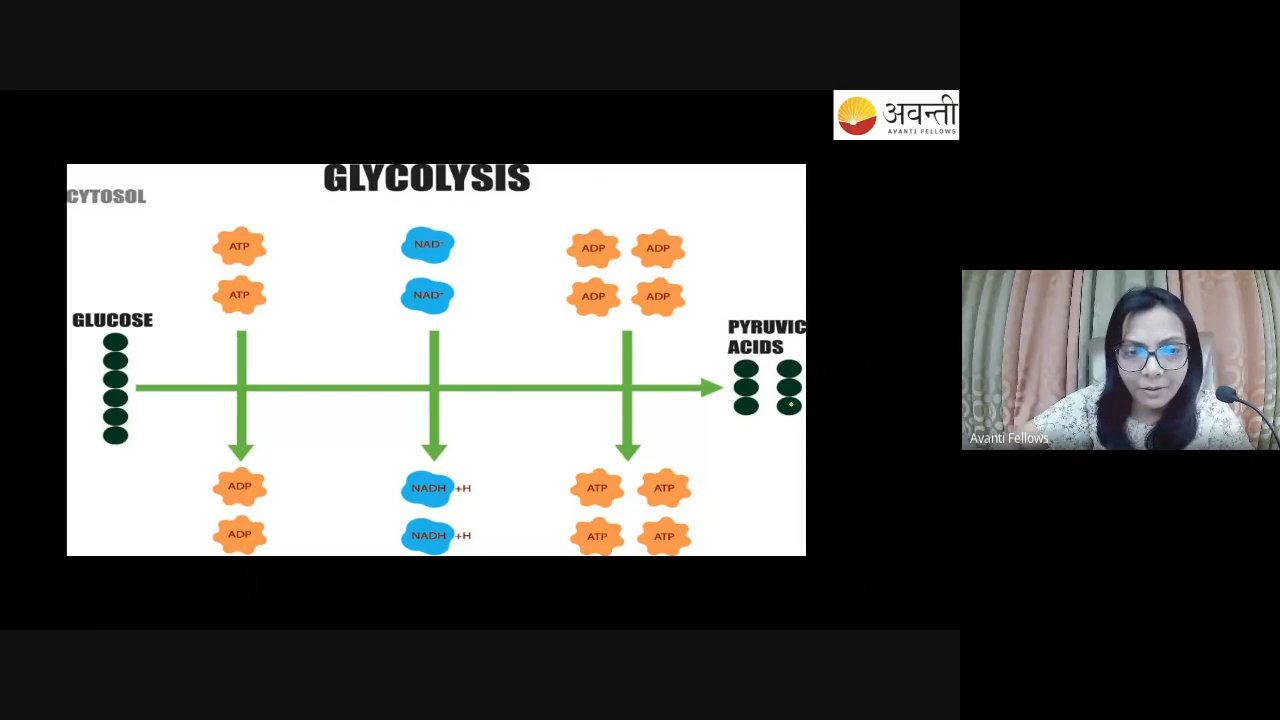 अवन्ती
AVANTI FELLOWS
GLYCOLYSIS
CYTOSOL
ATP
NAD⁺
ADP ADP
ATP
NAD⁺
ADP ADP
GLUCOSE
PYRUVIC
ACIDS
ADP
NADH +H
ATP ATP
ADP
NADH +H
ATP ATP
Avanti Fellows